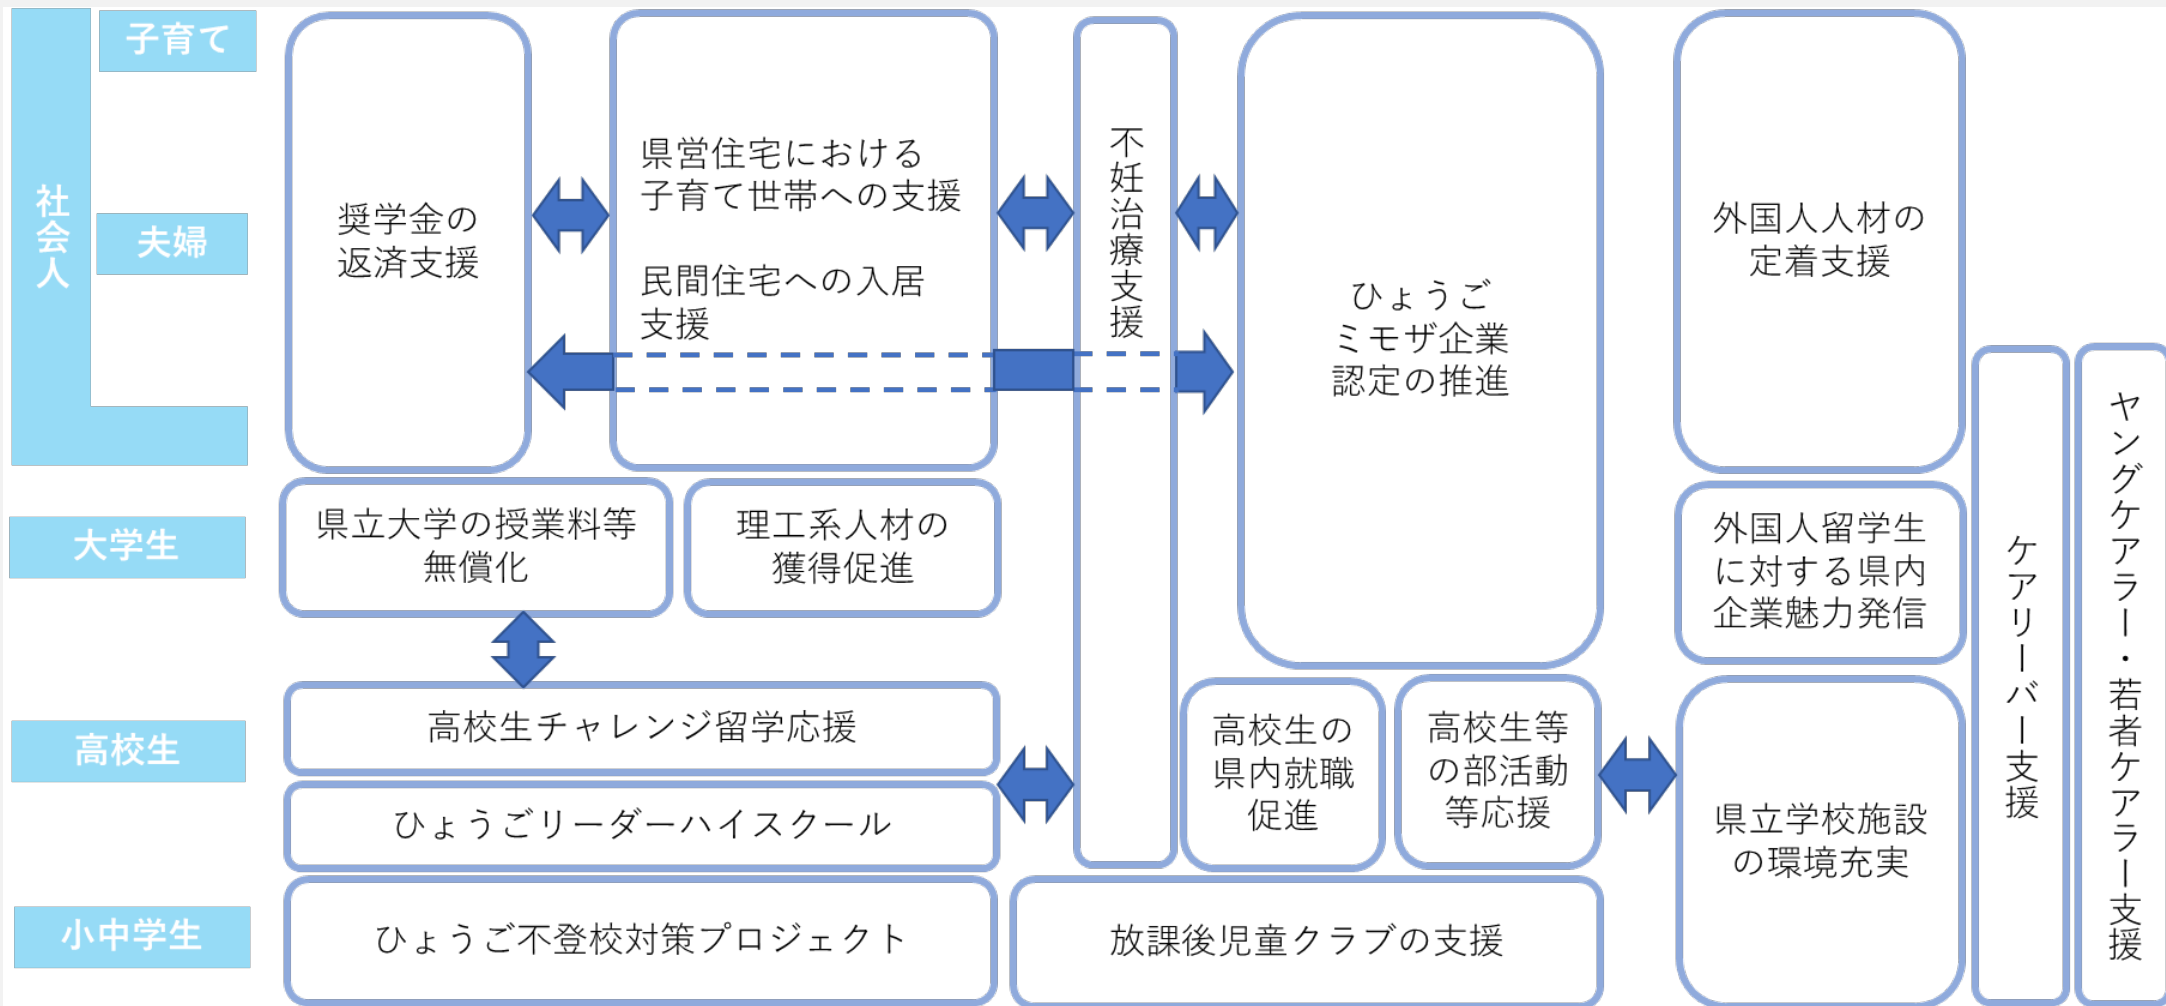 子育て
社会人
夫婦
大学生
高校生
小中学生
奨学金の
返済支援
県営住宅における
子育て世帯への支援
民間住宅への入居
支援
不妊治療支援
ひょうご
ミモザ企業
認定の推進
外国人人材の
定着支援
県立大学の授業料等
無償化
理工系人材の
獲得促進
外国人留学生
に対する県内
企業魅力発信
高校生チャレンジ留学応援
ひょうごリーダーハイスクール
高校生の
県内就職
促進
高校生等
の部活動
等応援
県立学校施設
の環境充実
ひょうご不登校対策プロジェクト
放課後児童クラブの支援
ケアリーバー支援
ヤングケアラー・若者ケアラー支援